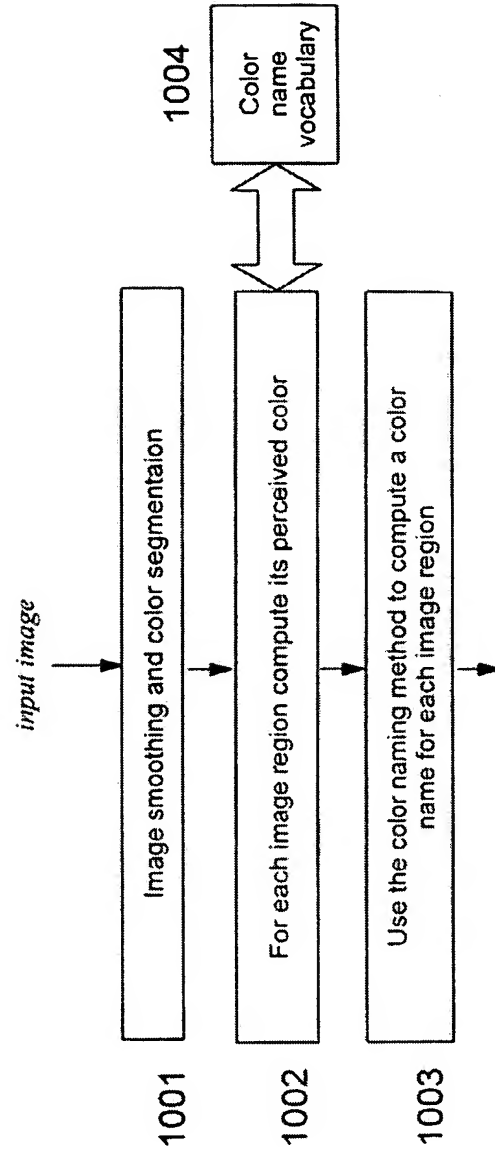 input image
1001
Image smoothing and color segmentaion
1002
For each image region compute its perceived color
1004
Color
name
vocabulary
1003
Use the color naming method to compute a color
name for each image region